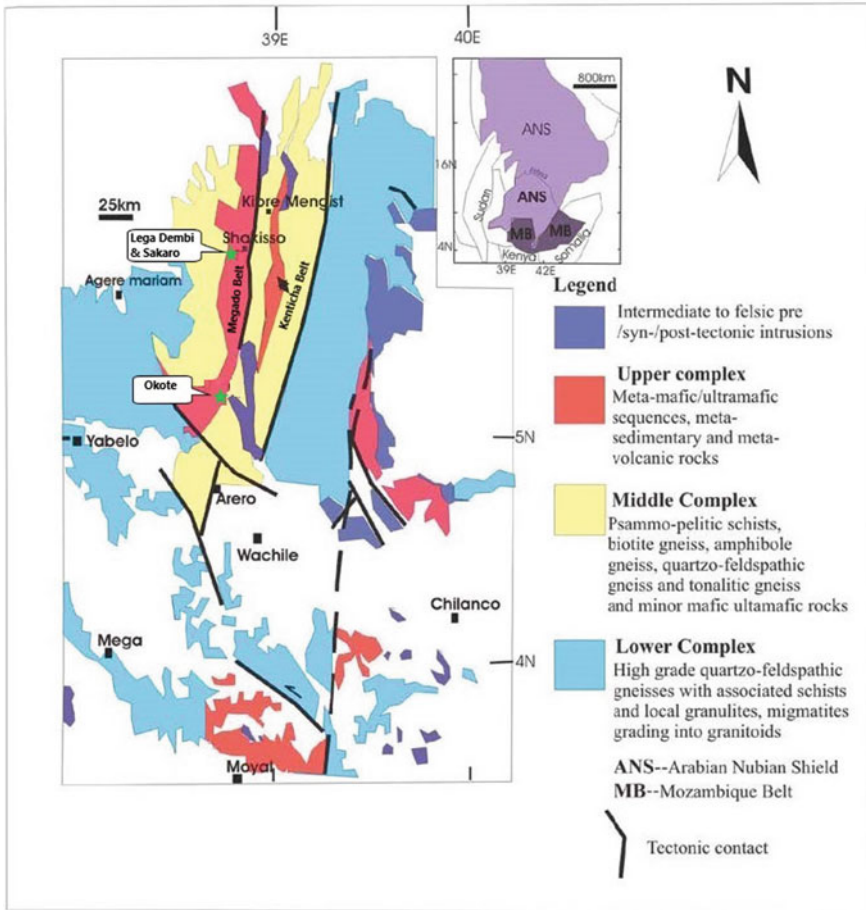 39E
40E
N
800km
ANS
16N
ANS
Sudan
MB
MB
4N
Kenya
Somalia
39E 42E
25km
Kibre Mengist
Lega Dembi
& Sakaro
Shakisso
Megado Belt
Kenticha Belt
Agere mariam
Okote
Yabelo
5N
Arero
Wachile
Chilanco
Mega
4N
Moyal
Legend
Intermediate to felsic pre
/syn-/post-tectonic intrusions
Upper complex
Meta-mafic/ultramafic
sequences, meta-
sedimentary and meta-
volcanic rocks
Middle Complex
Psammo-pelitic schists,
biotite gneiss, amphibole
gneiss, quartzo-feldspathic
gneiss and tonalitic gneiss
and minor mafic ultamafic rocks
Lower Complex
High grade quartzo-feldspathic
gneisses with associated schists
and local granulites, migmatites
grading into granitoids
ANS--Arabian Nubian Shield
MB--Mozambique Belt
Tectonic contact